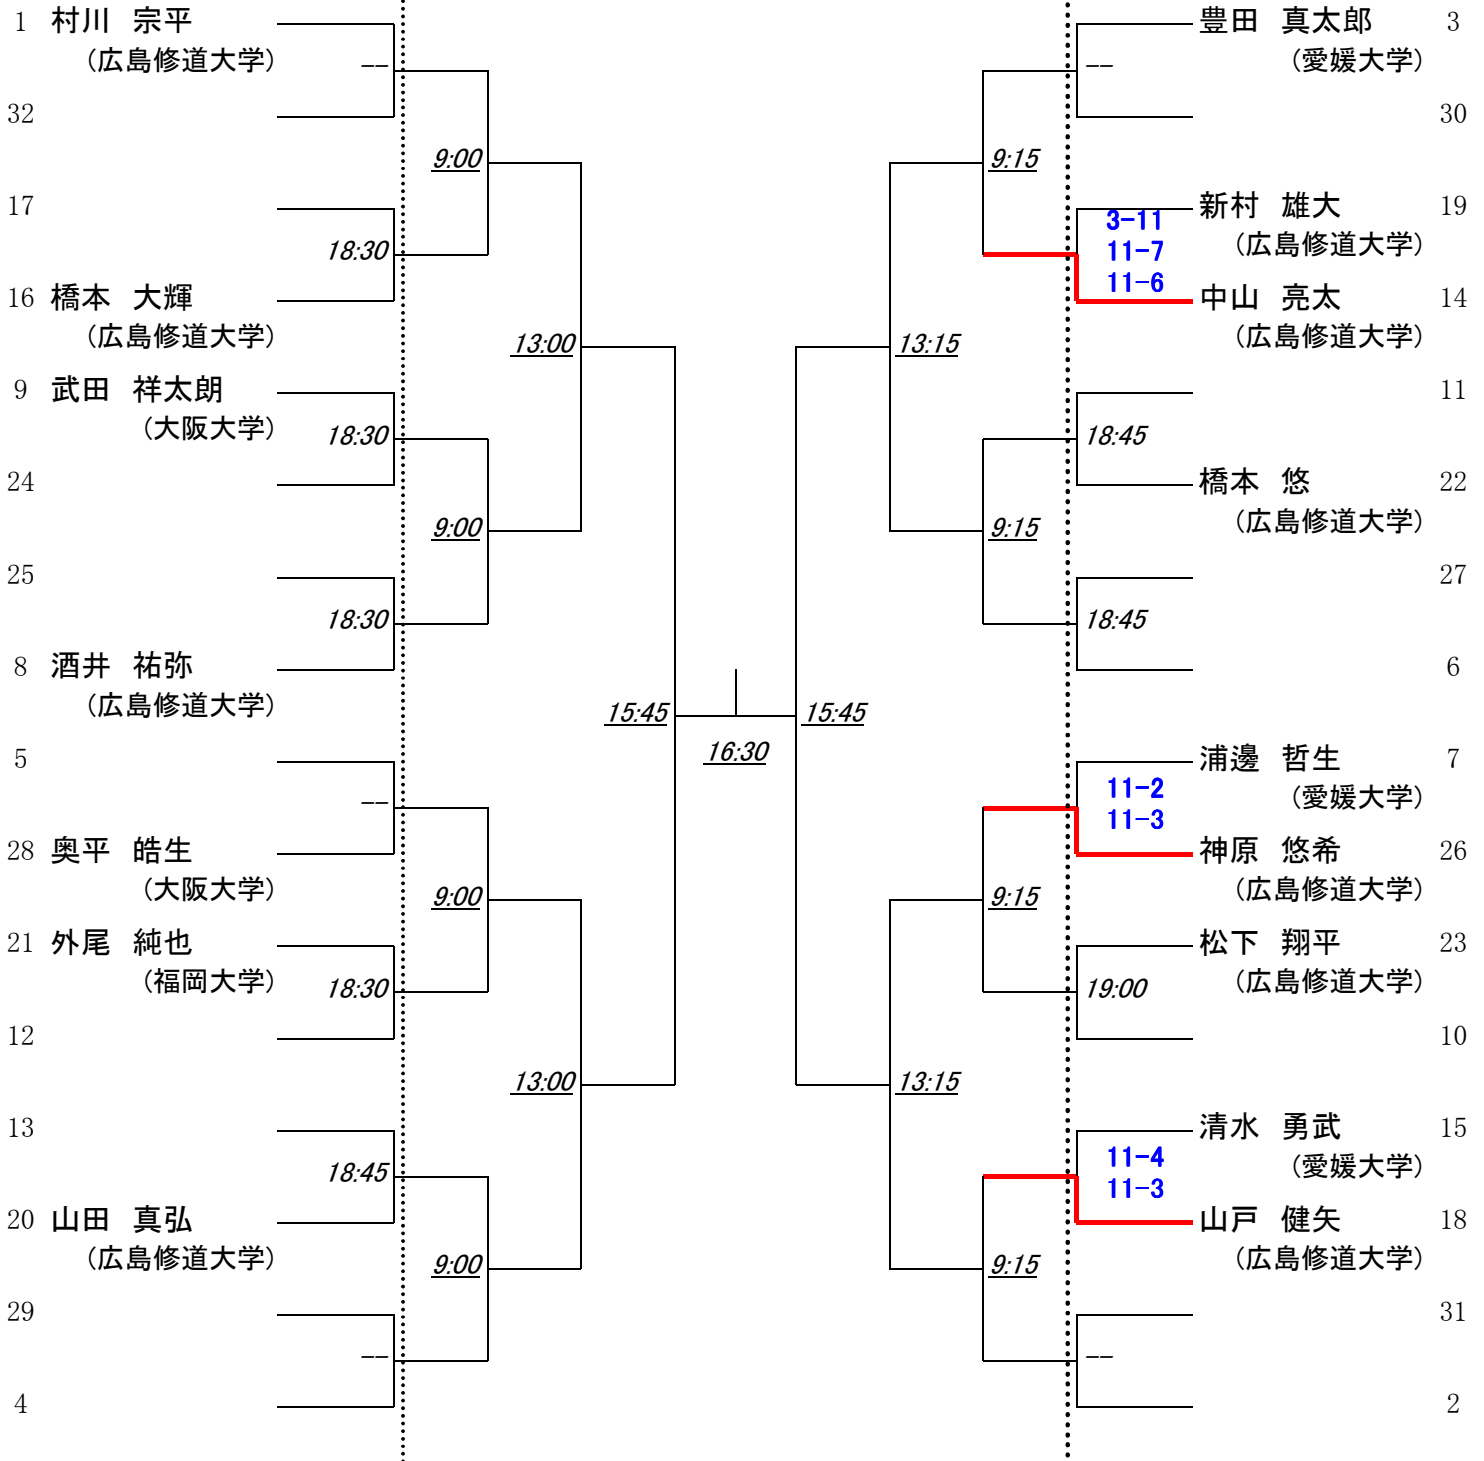 1 村川 宗平
(広島修道大学)
--
32
9:00
17
18:30
16 橋本 大輝
(広島修道大学)
13:00
9 武田 祥太朗
(大阪大学)
18:30
24
9:00
25
18:30
8 酒井 祐弥
(広島修道大学)
15:45
5
--
28 奥平 皓生
(大阪大学)
9:00
21 外尾 純也
(福岡大学)
18:30
12
13:00
13
18:45
20 山田 真弘
(広島修道大学)
9:00
29
--
4
16:30
豊田 真太郎 3
(愛媛大学)
--
30
9:15
新村 雄大 19
(広島修道大学)
3-11
11-7
11-6
中山 亮太 14
(広島修道大学)
13:15
11
18:45
橋本 悠 22
(広島修道大学)
9:15
27
18:45
6
15:45
浦邊 哲生 7
(愛媛大学)
11-2
11-3
神原 悠希 26
(広島修道大学)
9:15
松下 翔平 23
(広島修道大学)
19:00
10
13:15
清水 勇武 15
(愛媛大学)
11-4
11-3
山戸 健矢 18
(広島修道大学)
9:15
31
--
2